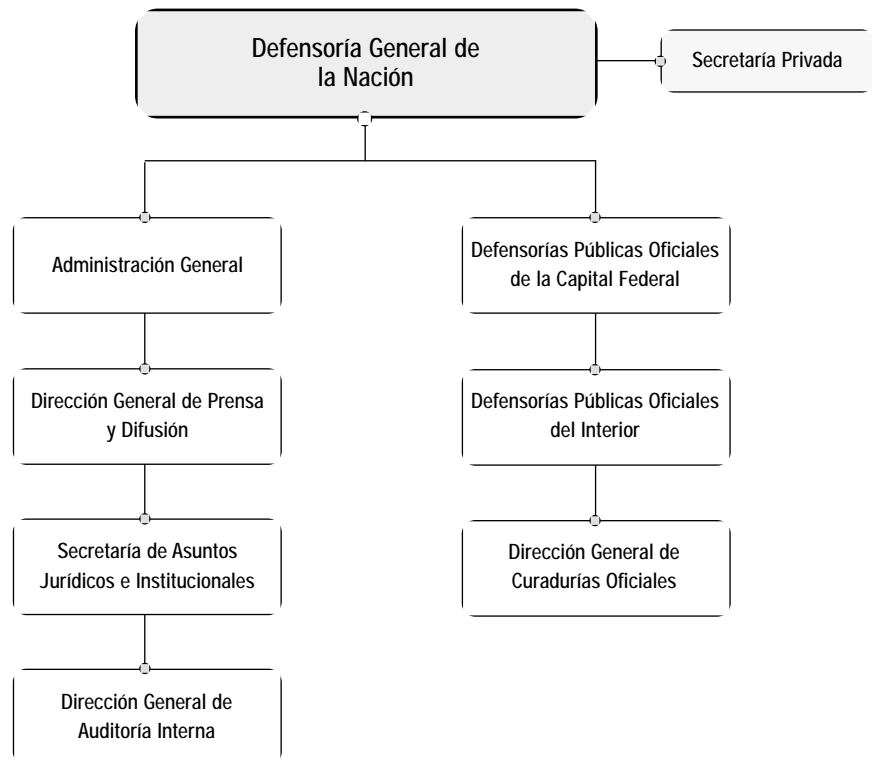 Defensoría General de
la Nación
Secretaría Privada
Administración General
Defensorías Públicas Oficiales
de la Capital Federal
Dirección General de Prensa
y Difusión
Defensorías Públicas Oficiales
del Interior
Secretaría de Asuntos
Jurídicos e Institucionales
Dirección General de
Curadurías Oficiales
Dirección General de
Auditoría Interna